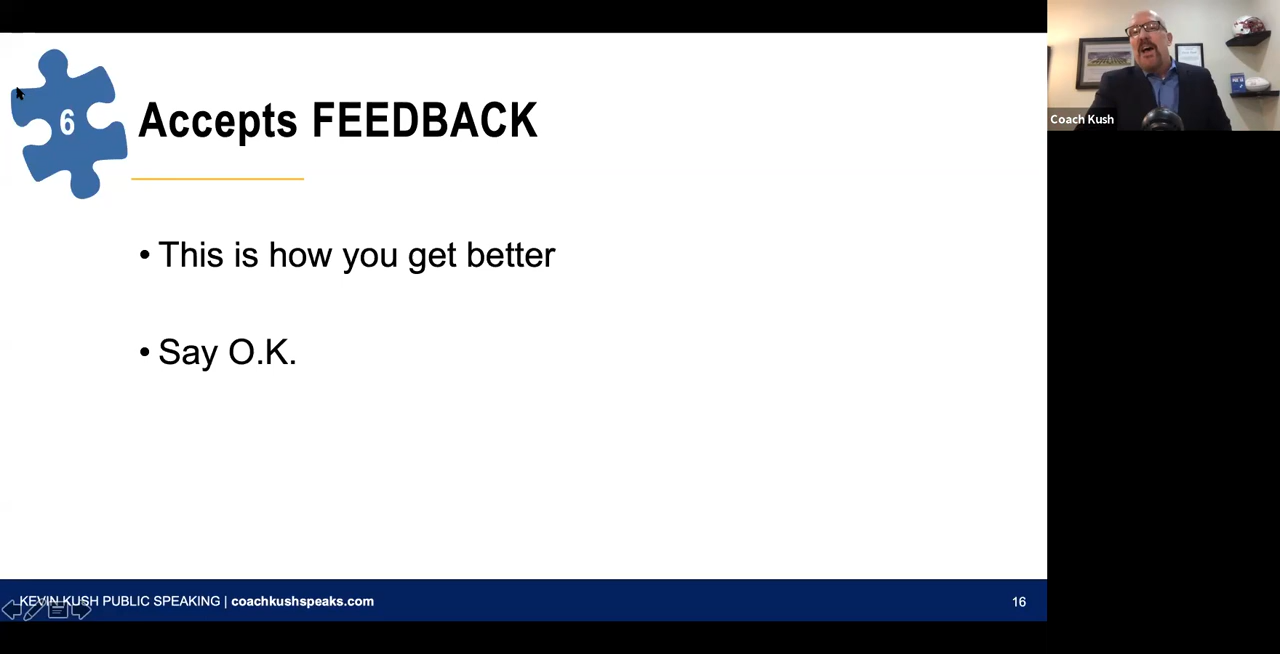 6
Accepts FEEDBACK
• This is how you get better
• Say O.K.
KEVIN KUSH PUBLIC SPEAKING | coachkushspeaks.com
16
Coach Kush